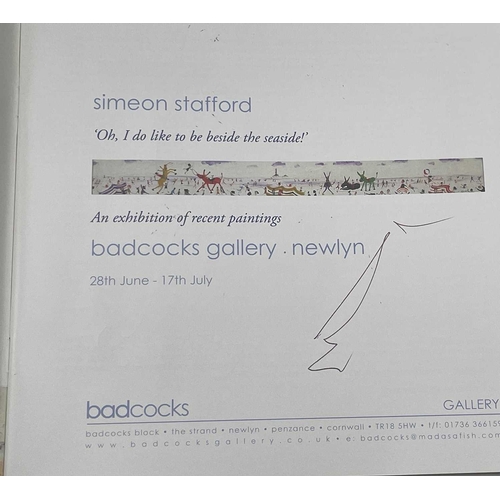 simeon stafford
‘Oh, I do like to be beside the seaside!’
An exhibition of recent paintings
badcocks gallery . newlyn
28th June - 17th July
badcocks GALLERY
badcocks block • the strand • newlyn • penzance • cornwall • TR18 5HW • t/f: 01736 366159
www.badcocksgallery.co.uk • e: badcocks@madasafish.com